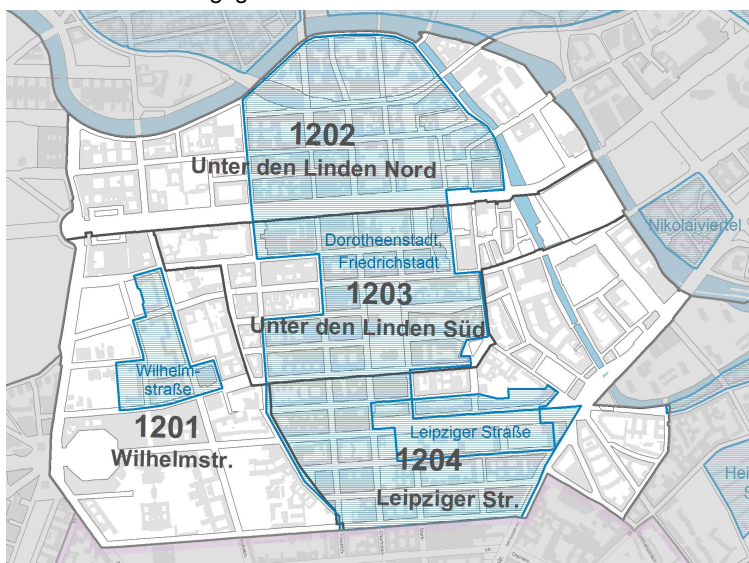 1202
Unter den Linden Nord
Nikolaiviertel
Dorotheenstadt,
Friedrichstadt
1203
Unter den Linden Süd
Wilhelm-
straße
1201
Wilhelmstr.
Leipziger Straße
1204
Leipziger Str.